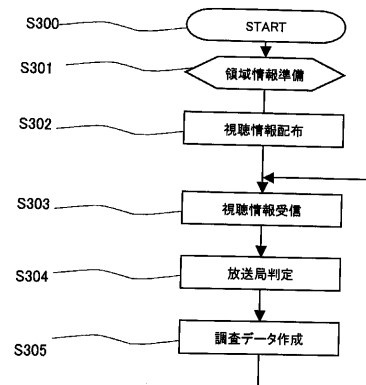 S300
START
S301
領域情報準備
S302
視聴情報配布
S303
視聴情報受信
S304
放送局判定
S305
調査データ作成